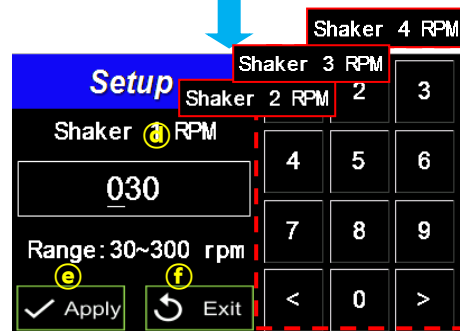 Shaker 4 RPM
Shaker 3 RPM
Shaker 2 RPM
Setup
Shaker ⓓ RPM
030
Range:30~300 rpm
ⓔ ⓕ
Apply Exit
2 3
4 5 6
7 8 9
< 0 >